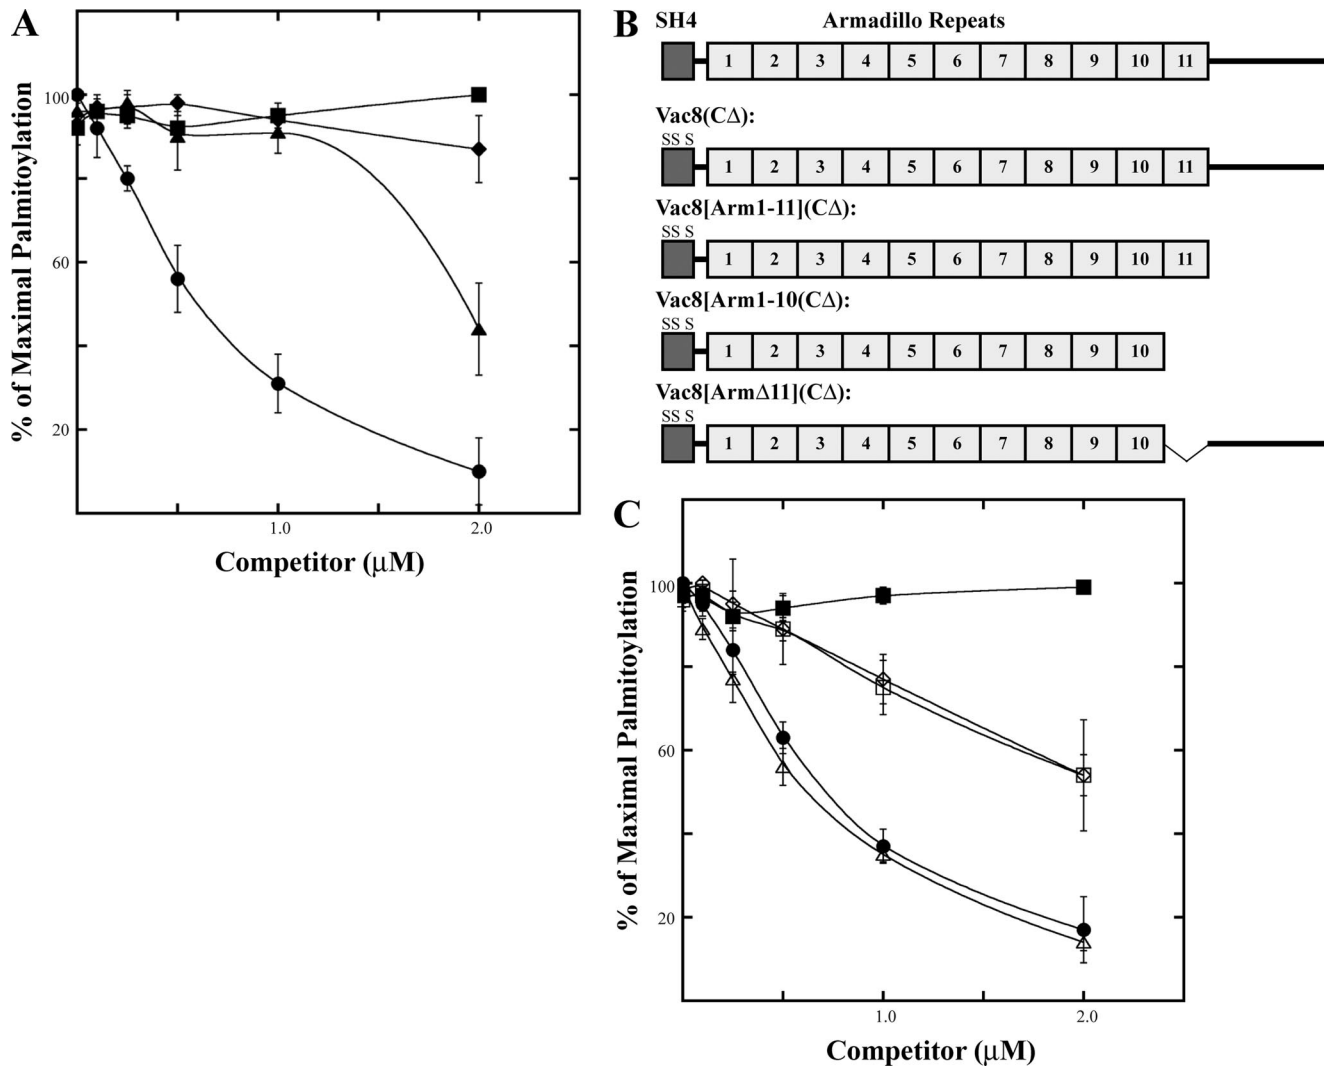 A
% of Maximal Palmitoylation
100
60
20
1.0
2.0
Competitor (μM)
B
SH4 Armadillo Repeats
1 2 3 4 5 6 7 8 9 10 11
Vac8(CΔ):
SS S
1 2 3 4 5 6 7 8 9 10 11
Vac8[Arm1-11](CΔ):
SS S
1 2 3 4 5 6 7 8 9 10 11
Vac8[Arm1-10(CΔ):
SS S
1 2 3 4 5 6 7 8 9 10
Vac8[ArmΔ11](CΔ):
SS S
1 2 3 4 5 6 7 8 9 10
C
% of Maximal Palmitoylation
100
60
20
1.0
2.0
Competitor (μM)